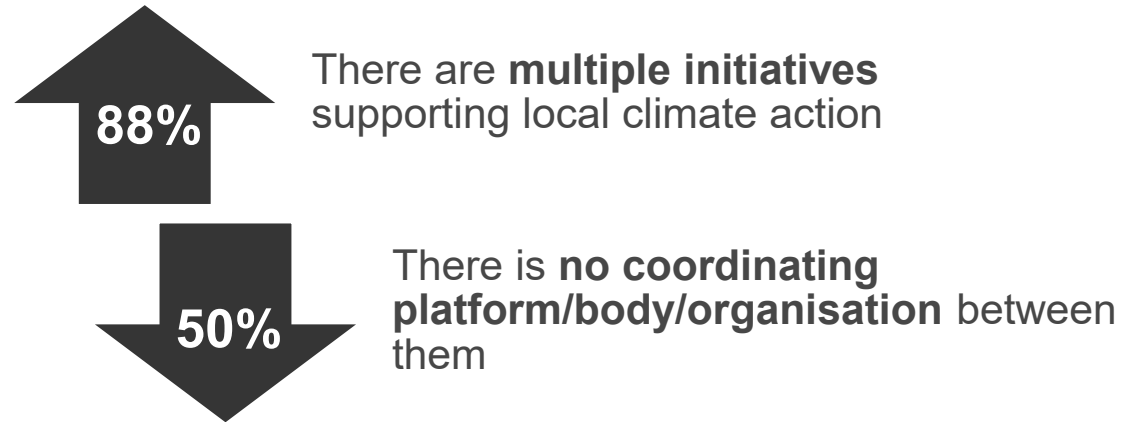 88%
There are multiple initiatives
supporting local climate action
50%
There is no coordinating
platform/body/organisation between
them